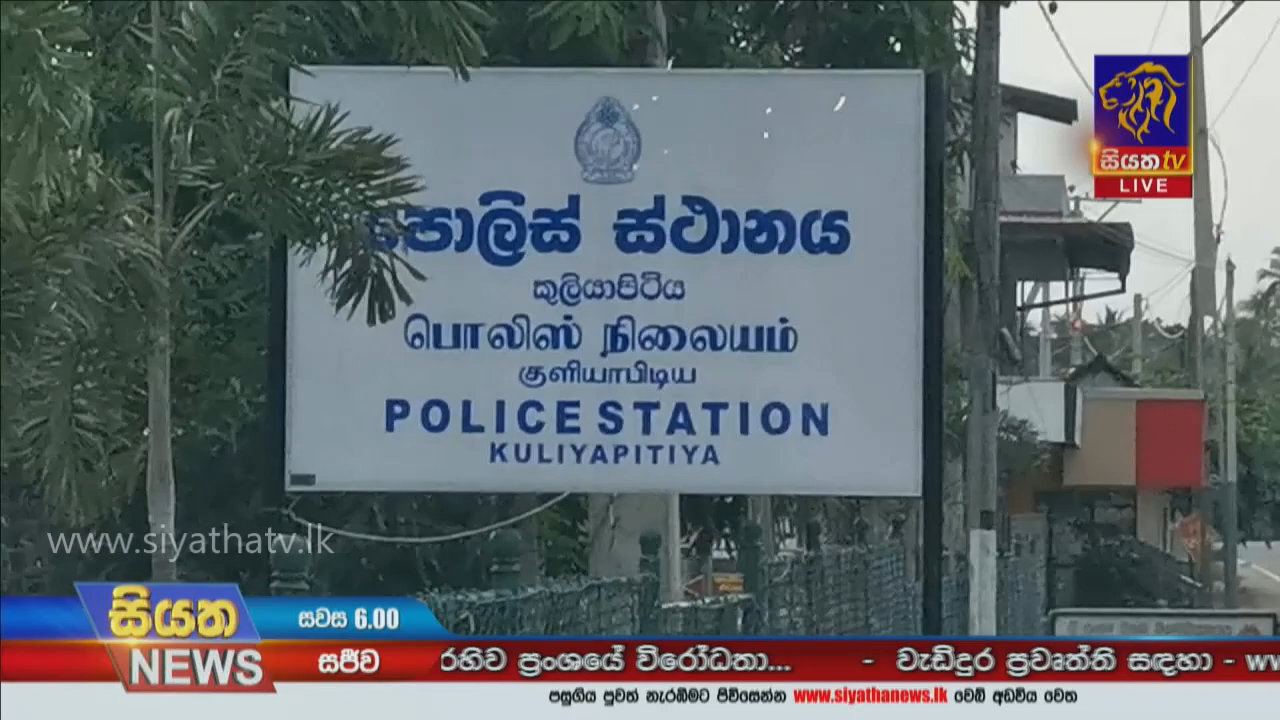 සියත tv
LIVE
පොලිස් ස්ථානය
කුලියාපිටිය
பொலிஸ் நிலையம்
குளியாபிடிய
POLICE STATION
KULIYAPITIYA
www.siyathatv.lk
සියත
NEWS
සවස 6.00
සජීව
රහිව ප්‍රංශයේ විරෝධතා... - වැඩිදුර ප්‍රවෘත්ති සඳහා - ww
පසුගිය පුවත් නැරඹීමට පිවිසෙන්න www.siyathanews.lk වෙබ් අඩවිය වෙත